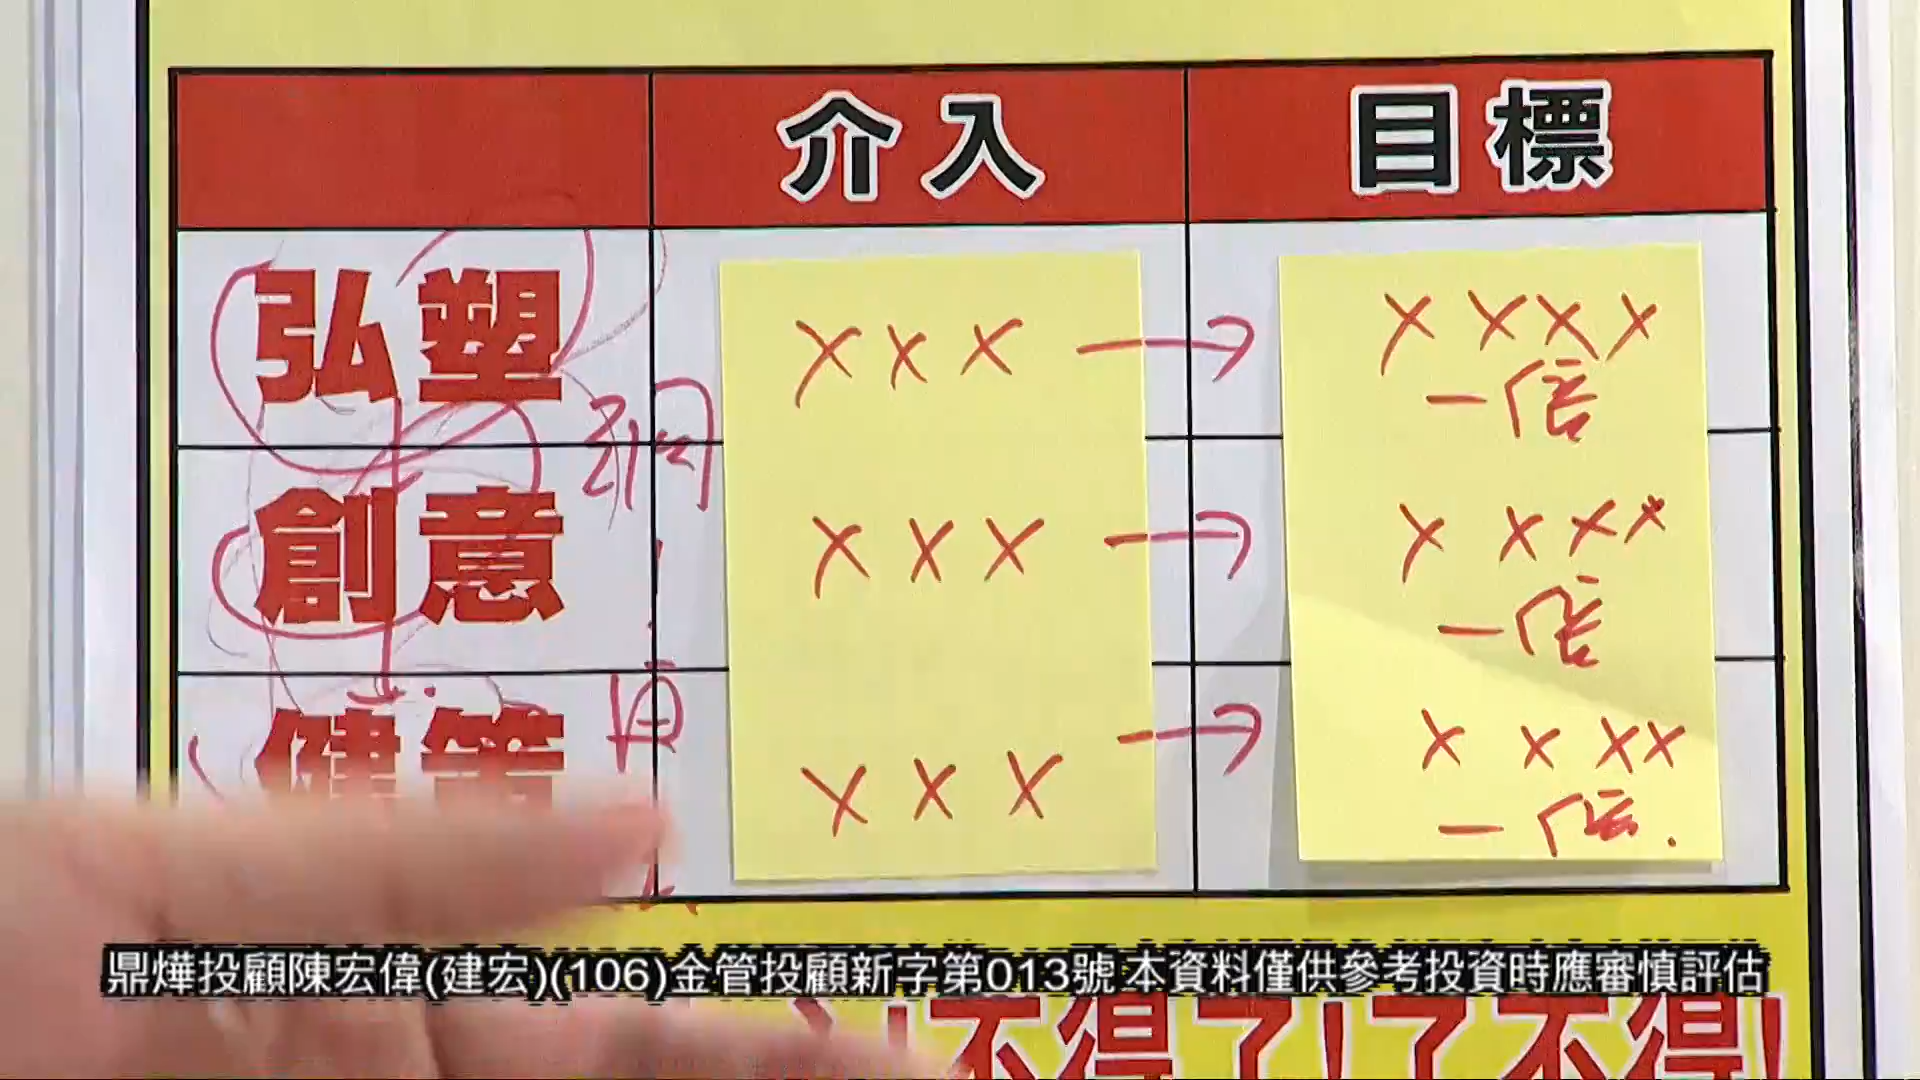 介入 目標
弘塑 XXX → XXXX
一倍
創意 XXX → XXXX
一倍
健策 XXX → XXXX
一倍.
鼎燁投顧陳宏偉(建宏)(106)金管投顧新字第013號 本資料僅供參考投資時應審慎評估
不得了!了不得!